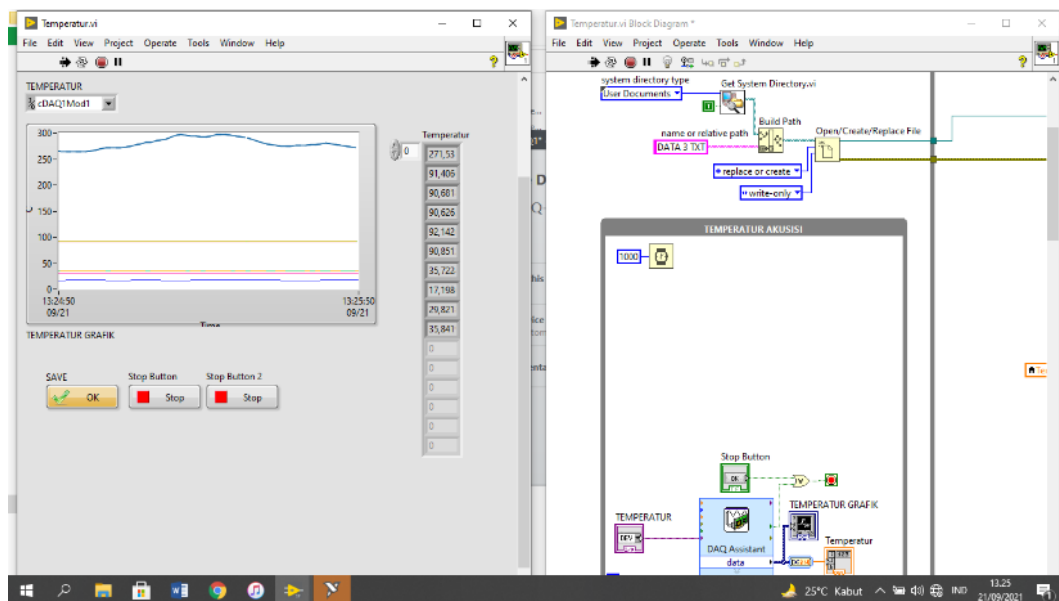 Temperatur.vi
File Edit View Project Operate Tools Window Help
TEMPERATUR
cDAQ1Mod1
300
250
200
150
100
50
0
13:24:50
09/21
13:25:50
09/21
Time
TEMPERATUR GRAFIK
Temperatur
0
271,53
91,406
90,681
90,626
92,142
90,851
35,722
17,198
29,821
35,841
0
0
0
0
0
0
SAVE
OK
Stop Button
Stop
Stop Button 2
Stop
Temperatur.vi Block Diagram *
File Edit View Project Operate Tools Window Help
system directory type
User Documents
Get System Directory.vi
Build Path
name or relative path
DATA 3 TXT
Open/Create/Replace File
replace or create
write-only
TEMPERATUR AKUSISI
1000
Stop Button
OK
TEMPERATUR GRAFIK
TEMPERATUR
DAQ Assistant
data
Temperatur
25°C Kabut
IND
13.25
21/09/2021